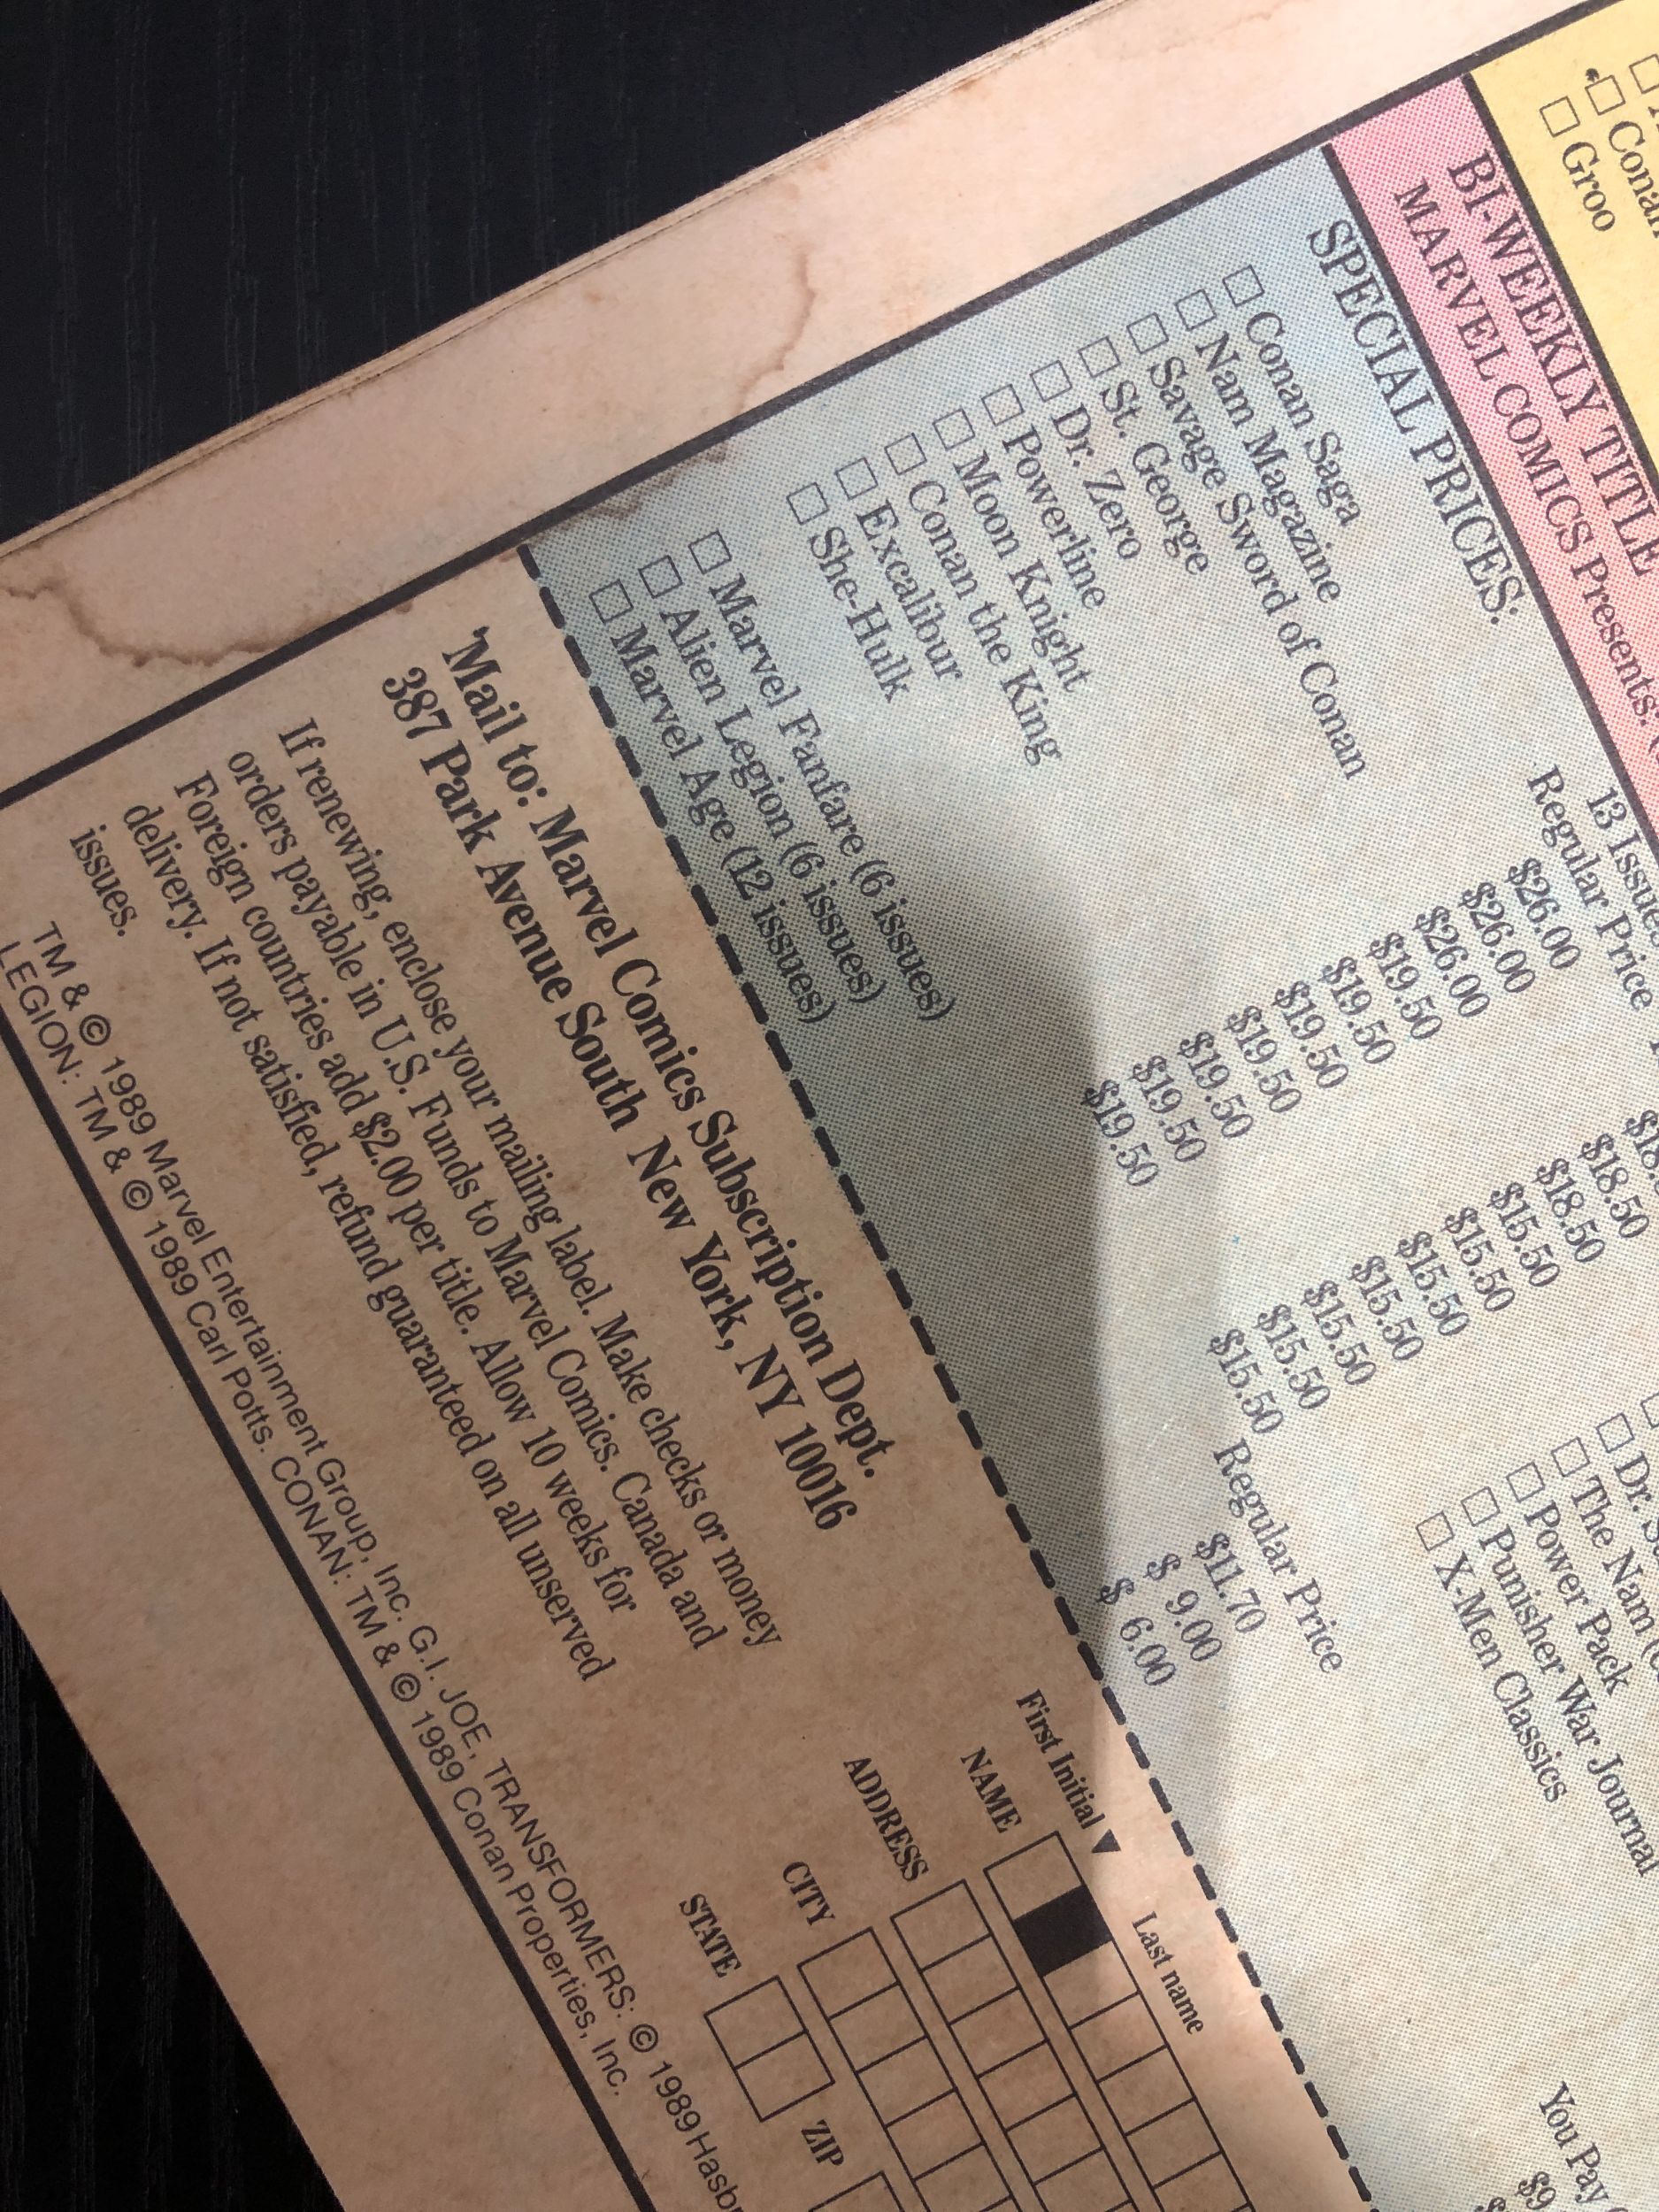 Conan
Groo
BI-WEEKLY TITLE
MARVEL COMICS Presents:
SPECIAL PRICES:
13 Issues
Regular Price
Conan Saga $26.00
Nam Magazine $26.00 $18.50
Savage Sword of Conan $26.00 $18.50
St. George $19.50 $15.50
Dr. Zero $19.50 $15.50
Powerline $19.50 $15.50
Moon Knight $19.50 $15.50
Conan the King $19.50 $15.50
Excalibur $19.50 $15.50
She-Hulk $19.50 $15.50
Regular Price
Marvel Fanfare (6 issues) $11.70
Alien Legion (6 issues) $ 9.00
Marvel Age (12 issues) $ 6.00
Dr.
The Nam
Power Pack
Punisher War Journal
X-Men Classics
You Pay
Mail to: Marvel Comics Subscription Dept.
387 Park Avenue South New York, NY 10016
If renewing, enclose your mailing label. Make checks or money
orders payable in U.S. Funds to Marvel Comics. Canada and
Foreign countries add $2.00 per title. Allow 10 weeks for
delivery. If not satisfied, refund guaranteed on all unserved
issues.
First Initial ▼ Last name
NAME
ADDRESS
CITY
STATE ZIP
TM & © 1989 Marvel Entertainment Group, Inc. G.I. JOE, TRANSFORMERS: © 1989 Hasbr
LEGION: TM & © 1989 Carl Potts. CONAN: TM & © 1989 Conan Properties, Inc.